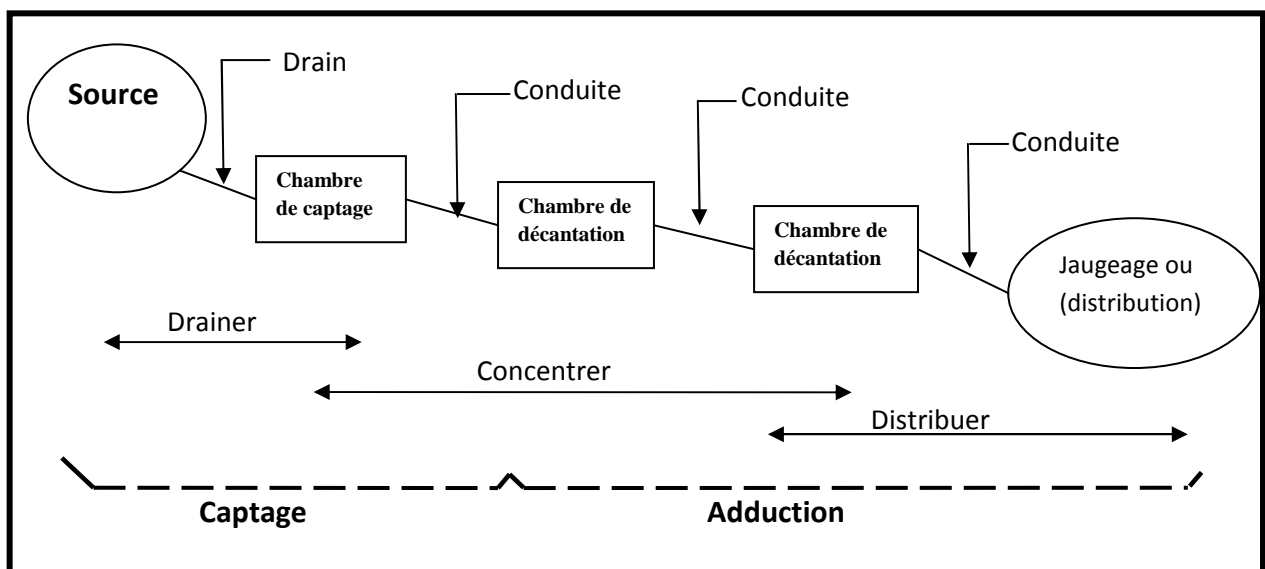 Source
Drain
Conduite
Conduite
Conduite
Chambre
de captage
Chambre de
décantation
Chambre de
décantation
Jaugeage ou
(distribution)
Drainer
Concentrer
Distribuer
Captage
Adduction